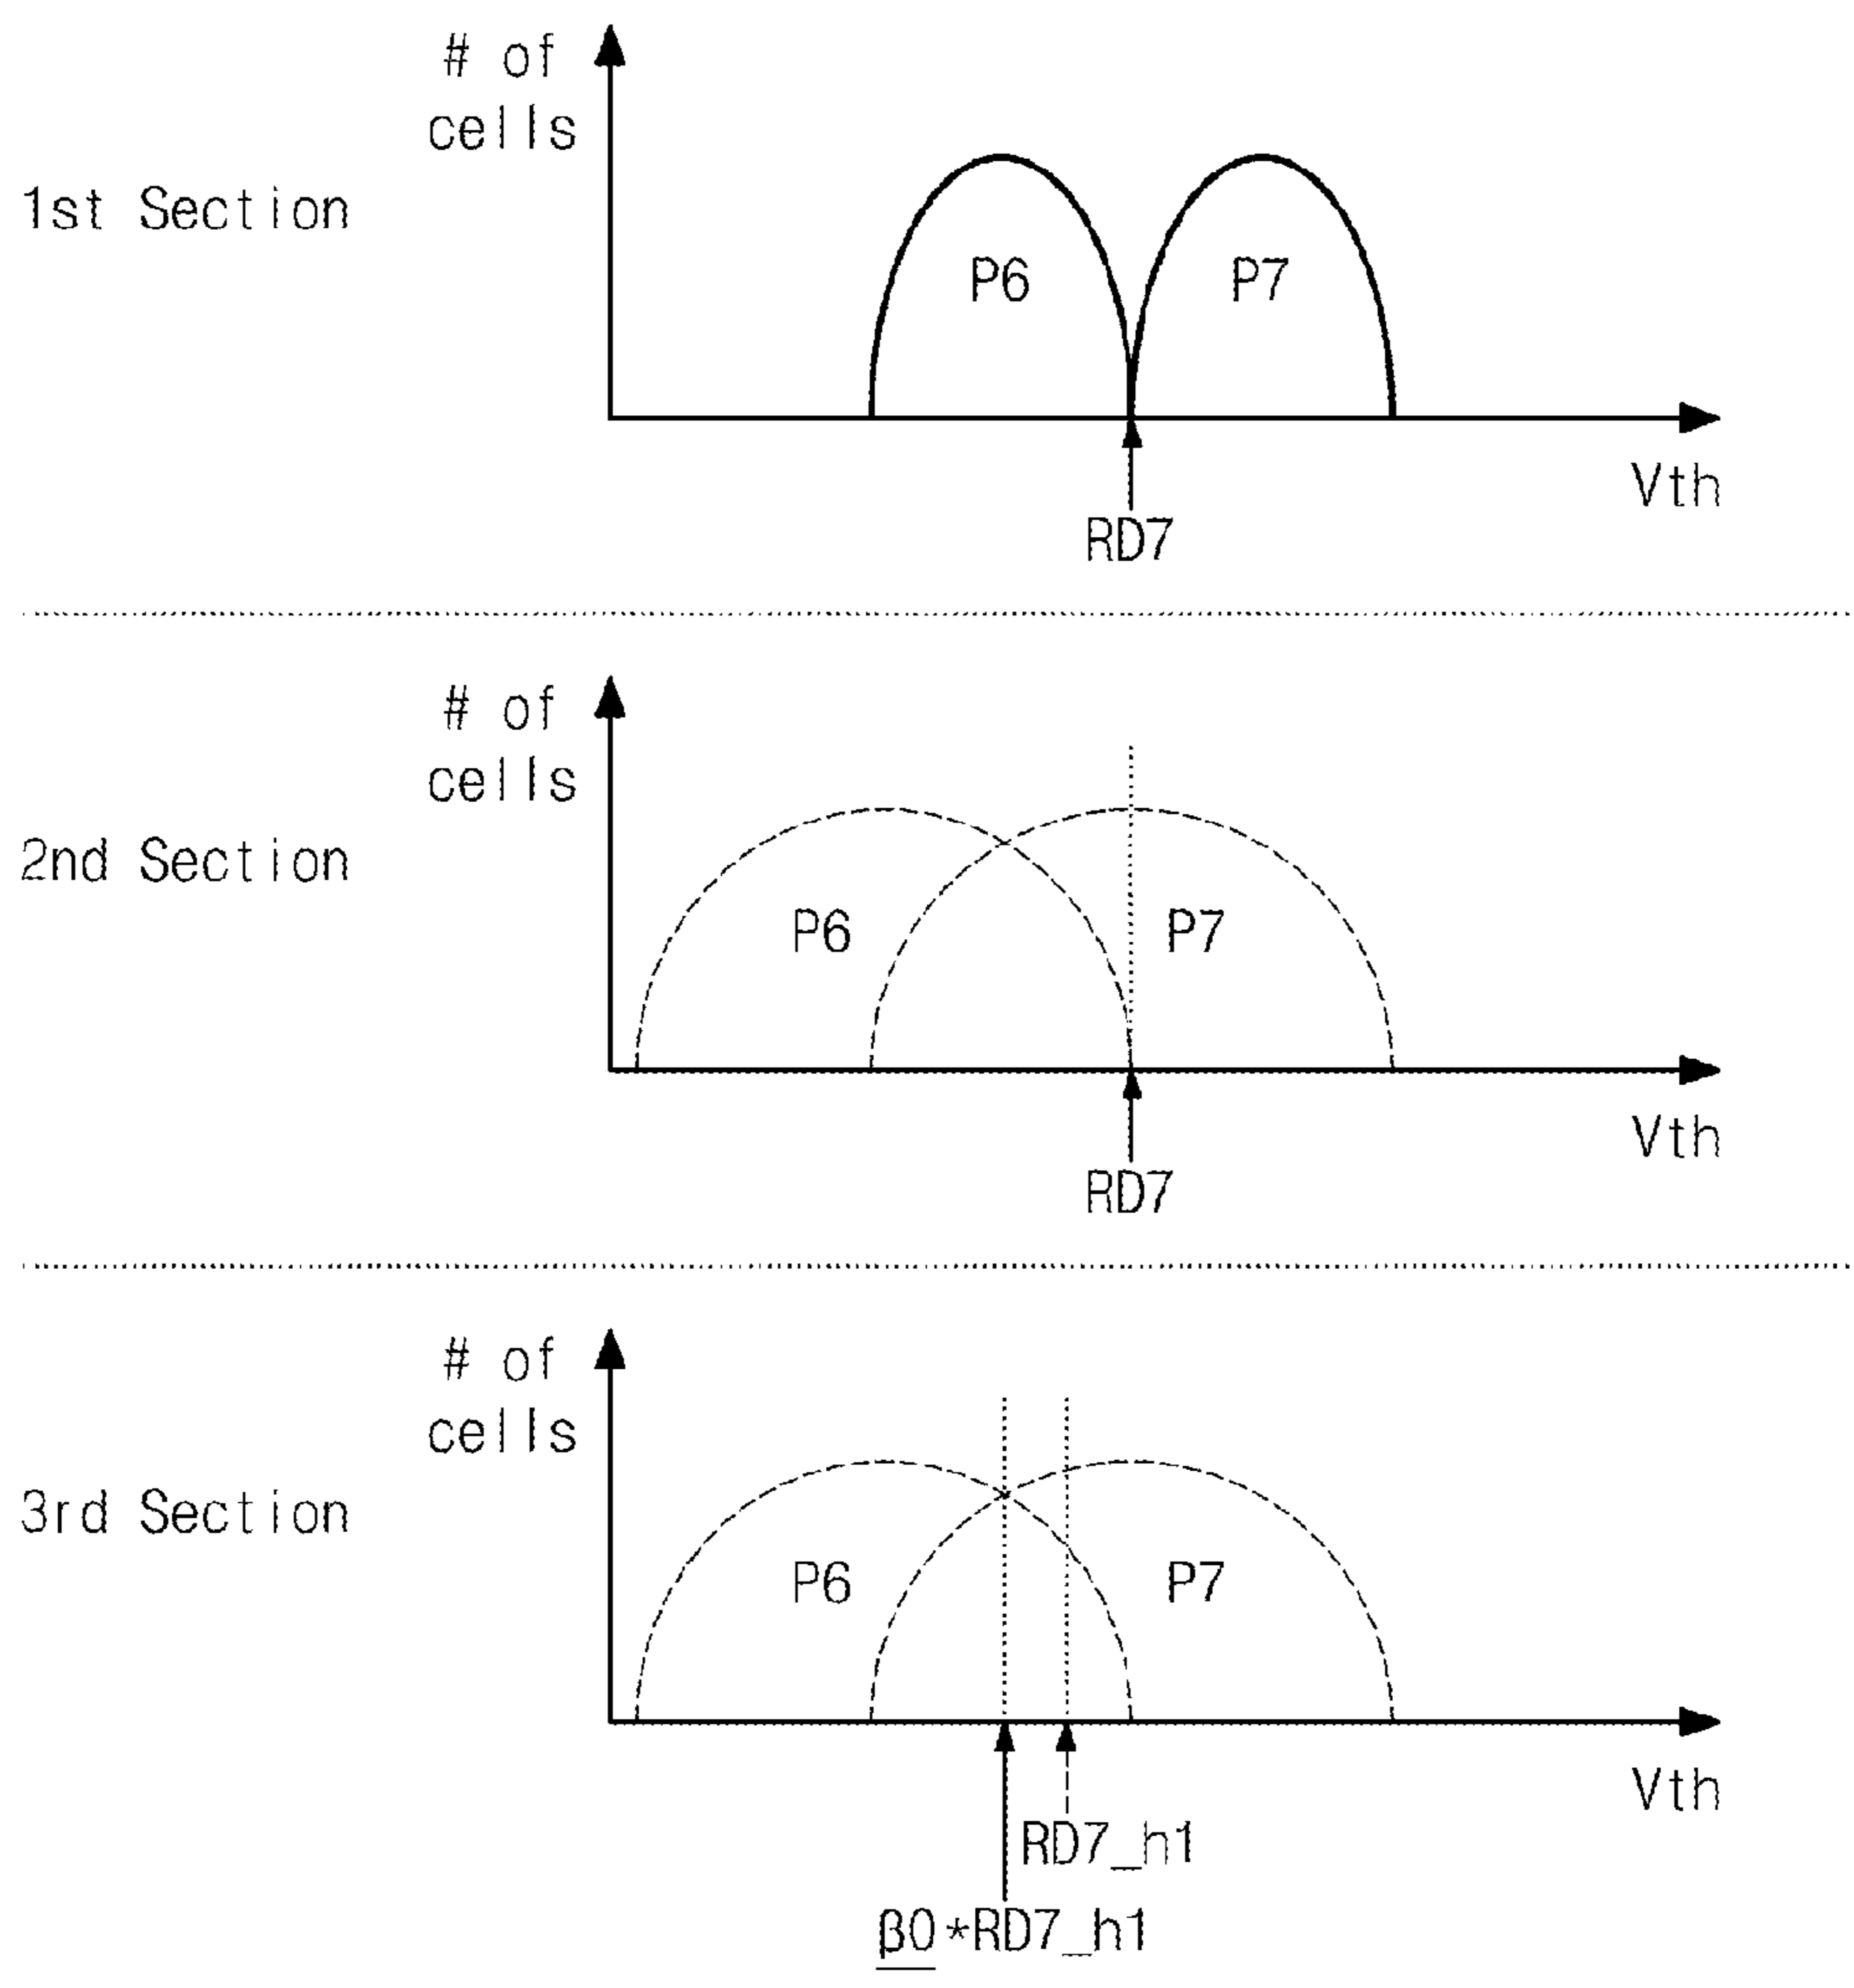 # of
cells
1st Section
P6
P7
Vth
RD7
# of
cells
2nd Section
P6
P7
Vth
RD7
# of
cells
3rd Section
P6
P7
Vth
RD7_h1
β0*RD7_h1